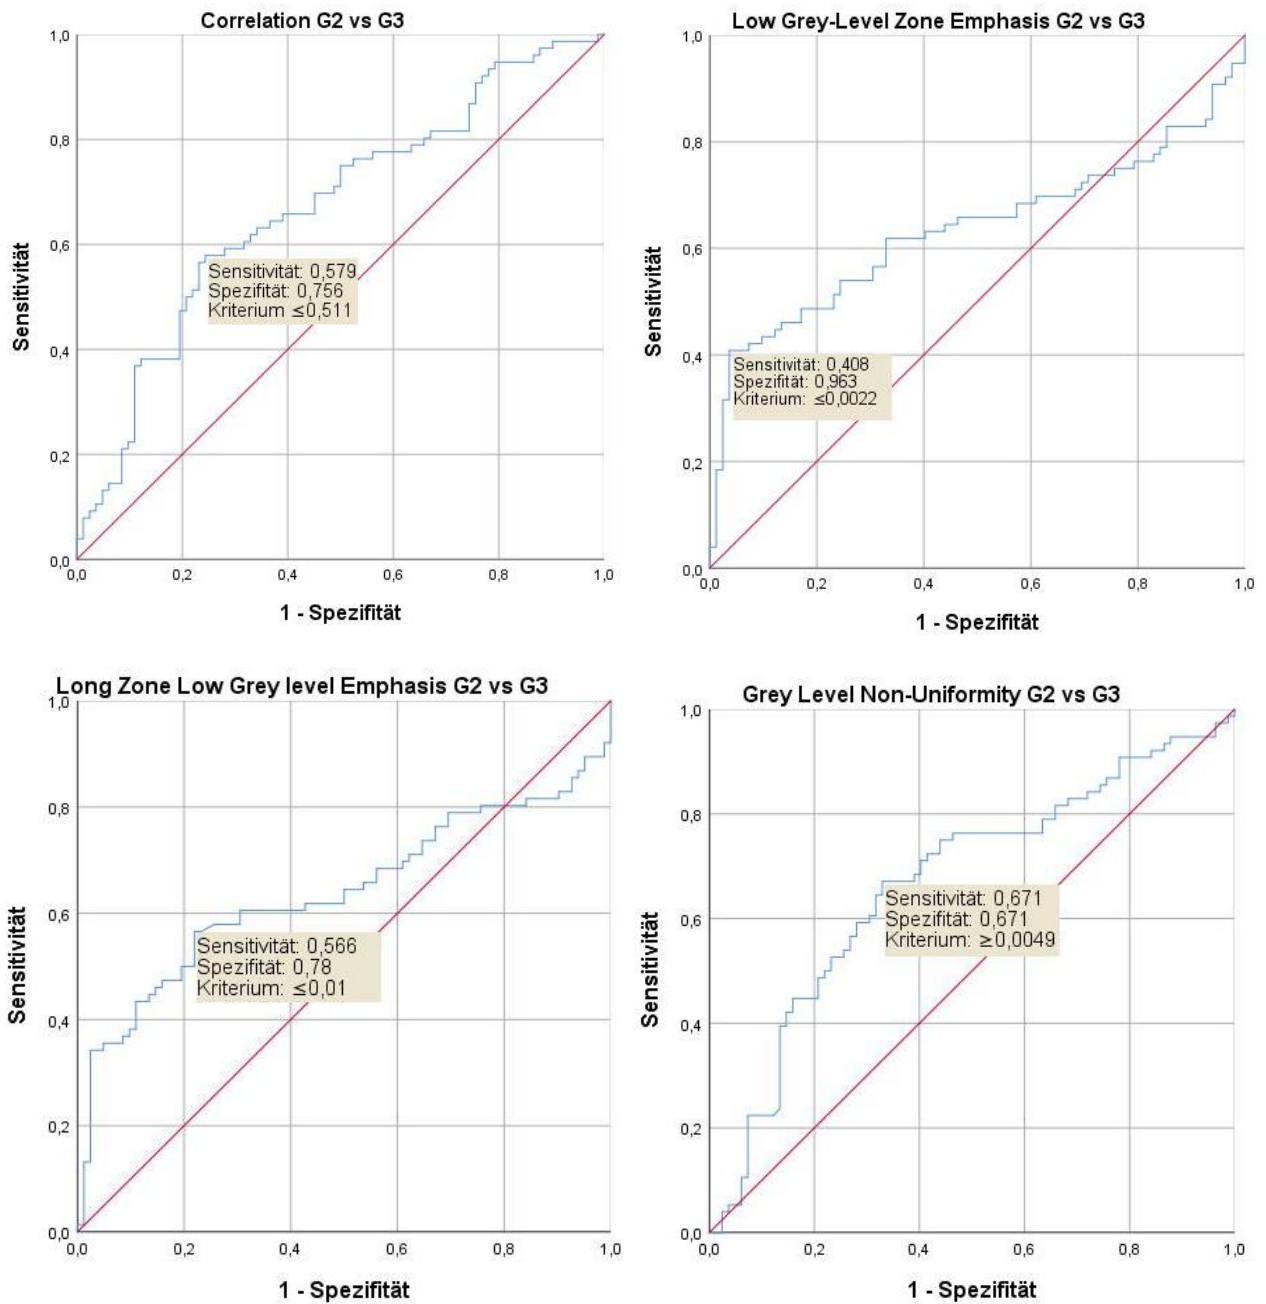 Correlation G2 vs G3
1,0
0,8
0,6
0,4
0,2
0,0
Sensitivität
Sensitivität: 0,579
Spezifität: 0,756
Kriterium ≤0,511
0,0 0,2 0,4 0,6 0,8 1,0
1 - Spezifität
Low Grey-Level Zone Emphasis G2 vs G3
1,0
0,8
0,6
0,4
0,2
0,0
Sensitivität
Sensitivität: 0,408
Spezifität: 0,963
Kriterium: ≤0,0022
0,0 0,2 0,4 0,6 0,8 1,0
1 - Spezifität
Long Zone Low Grey level Emphasis G2 vs G3
1,0
0,8
0,6
0,4
0,2
0,0
Sensitivität
Sensitivität: 0,566
Spezifität: 0,78
Kriterium: ≤0,01
0,0 0,2 0,4 0,6 0,8 1,0
1 - Spezifität
Grey Level Non-Uniformity G2 vs G3
1,0
0,8
0,6
0,4
0,2
0,0
Sensitivität
Sensitivität: 0,671
Spezifität: 0,671
Kriterium: ≥0,0049
0,0 0,2 0,4 0,6 0,8 1,0
1 - Spezifität